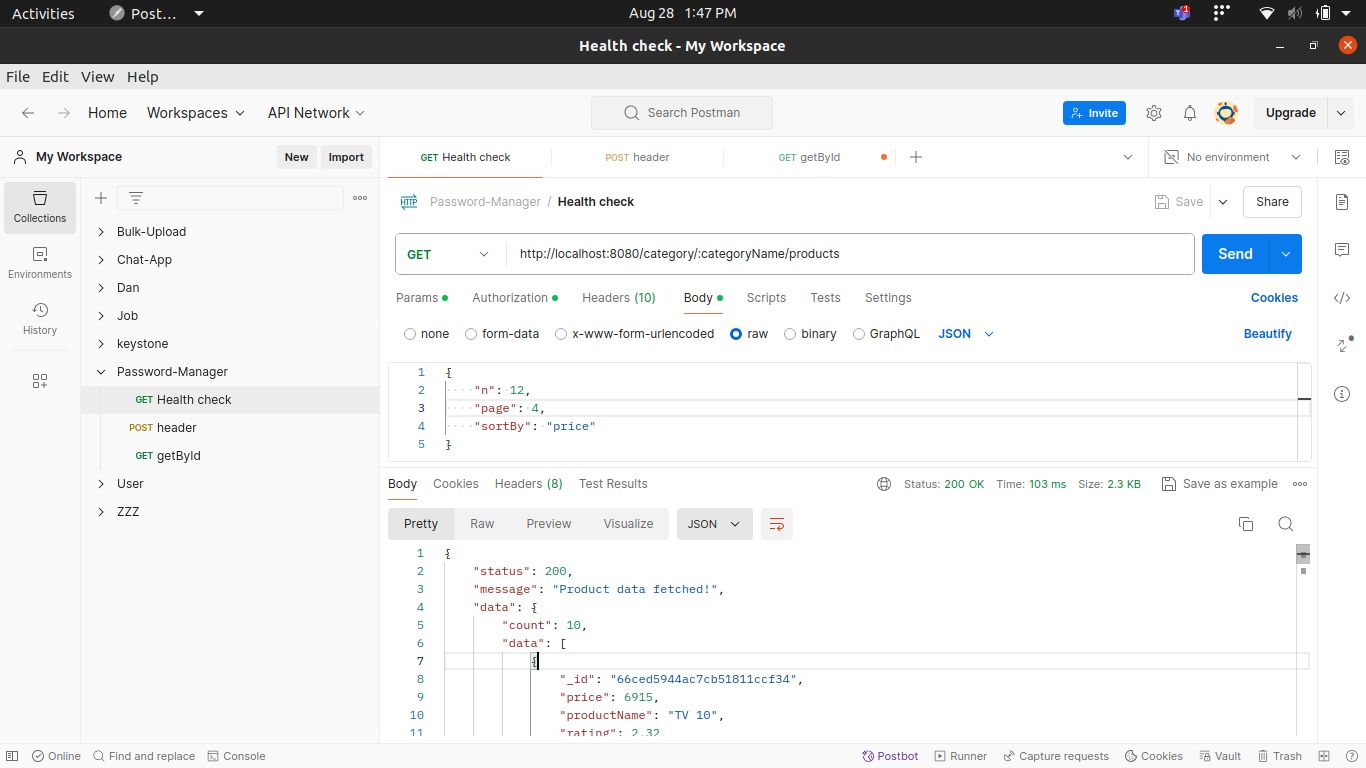 Activities Post… Aug 28 1:47 PM 1
Health check - My Workspace
File Edit View Help
Home Workspaces API Network Search Postman Invite Upgrade
My Workspace New Import GET Health check POST header GET getById No environment
Collections
Environments
History
Bulk-Upload
Chat-App
Dan
Job
keystone
Password-Manager
GET Health check
POST header
GET getById
User
ZZZ
HTTP Password-Manager / Health check Save Share
GET http://localhost:8080/category/:categoryName/products Send
Params Authorization Headers (10) Body Scripts Tests Settings Cookies
none form-data x-www-form-urlencoded raw binary GraphQL JSON Beautify
1 {
2 "n": 12,
3 "page": 4,
4 "sortBy": "price"
5 }
Body Cookies Headers (8) Test Results Status: 200 OK Time: 103 ms Size: 2.3 KB Save as example
Pretty Raw Preview Visualize JSON
1 {
2 "status": 200,
3 "message": "Product data fetched!",
4 "data": {
5 "count": 10,
6 "data": [
7 {
8 "_id": "66ced5944ac7cb51811ccf34",
9 "price": 6915,
10 "productName": "TV 10",
11 "rating": 2.32,
Online Find and replace Console Postbot Runner Capture requests Cookies Vault Trash